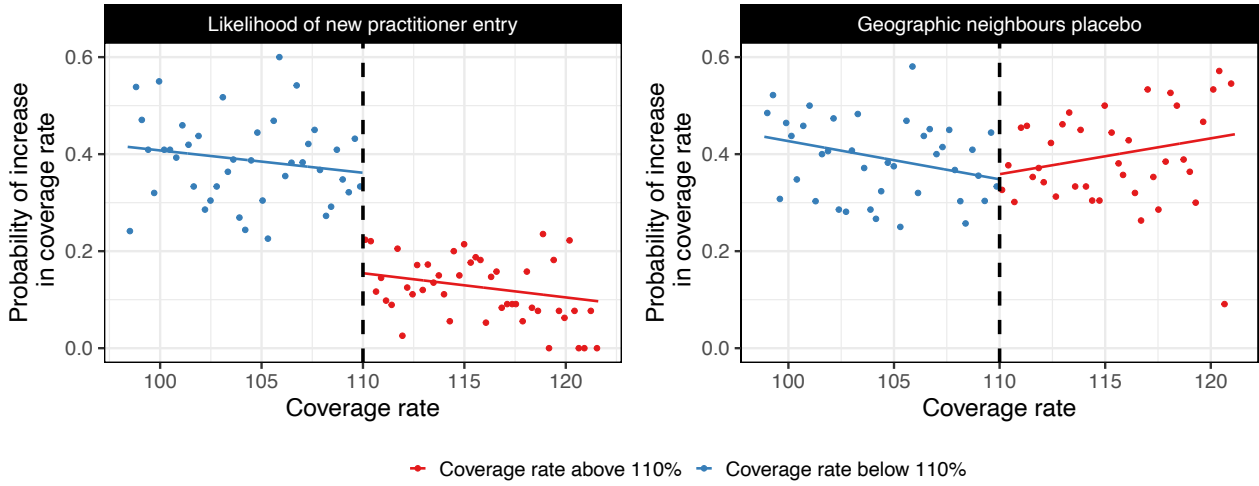 Likelihood of new practitioner entry
Probability of increase
in coverage rate
0.6
0.4
0.2
0.0
100
105
110
115
120
Coverage rate
Geographic neighbours placebo
Probability of increase
in coverage rate
0.6
0.4
0.2
0.0
100
105
110
115
120
Coverage rate
Coverage rate above 110%
Coverage rate below 110%